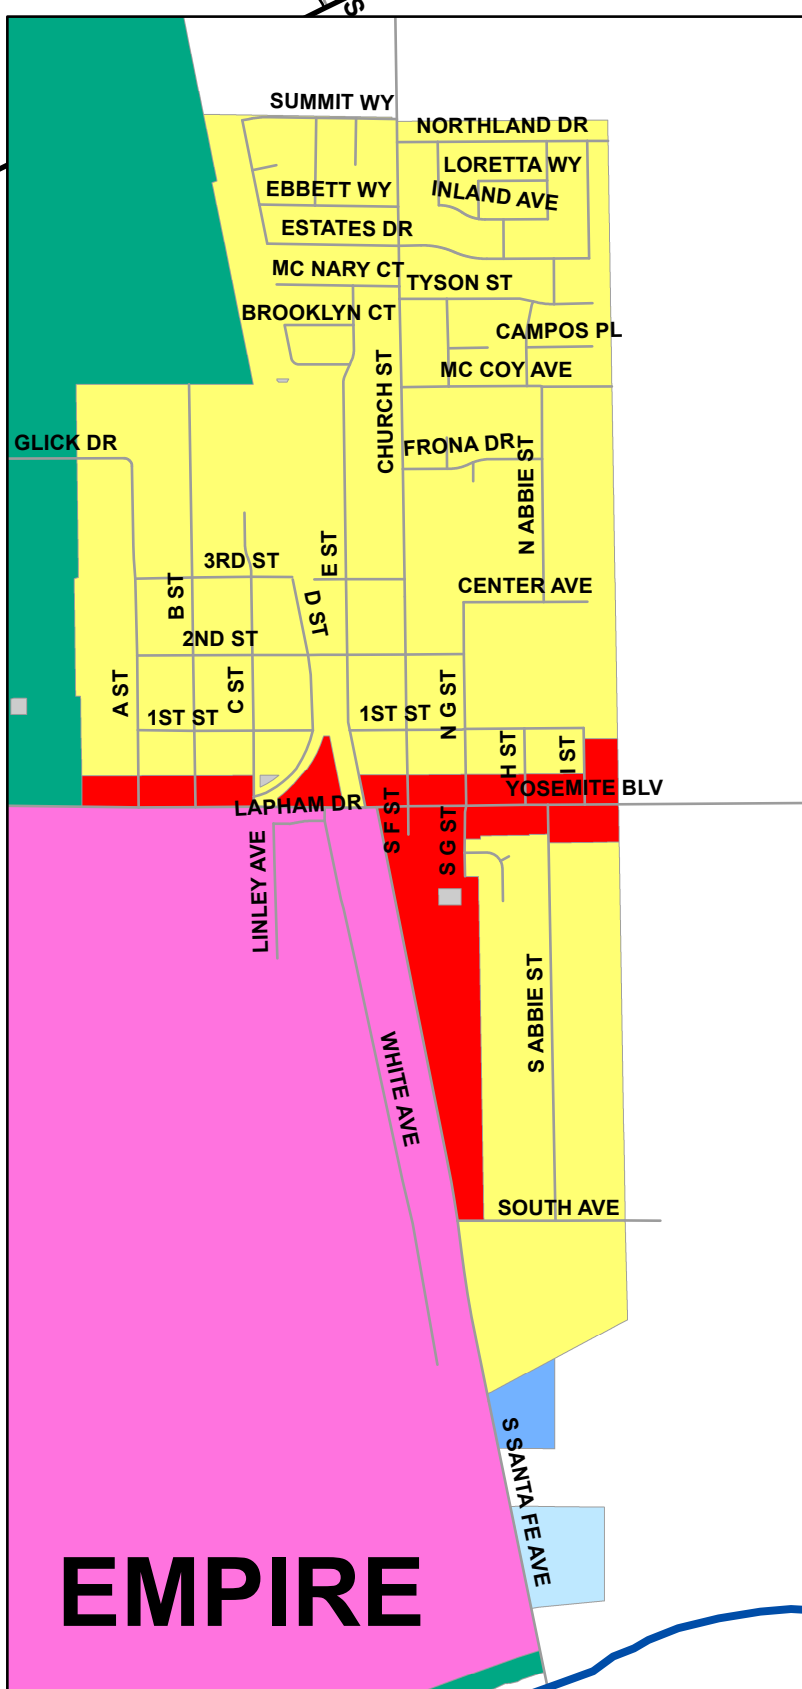 S
SUMMIT WY
NORTHLAND DR
LORETTA WY
EBBETT WY
INLAND AVE
ESTATES DR
MC NARY CT
TYSON ST
BROOKLYN CT
CAMPOS PL
MC COY AVE
CHURCH ST
GLICK DR
FRONA DR
N ABBIE ST
E ST
3RD ST
B ST
D ST
CENTER AVE
2ND ST
A ST
C ST
N G ST
1ST ST
1ST ST
H ST
I ST
YOSEMITE BLV
LAPHAM DR
S F ST
S G ST
LINLEY AVE
S ABBIE ST
WHITE AVE
SOUTH AVE
S SANTA FE AVE
EMPIRE